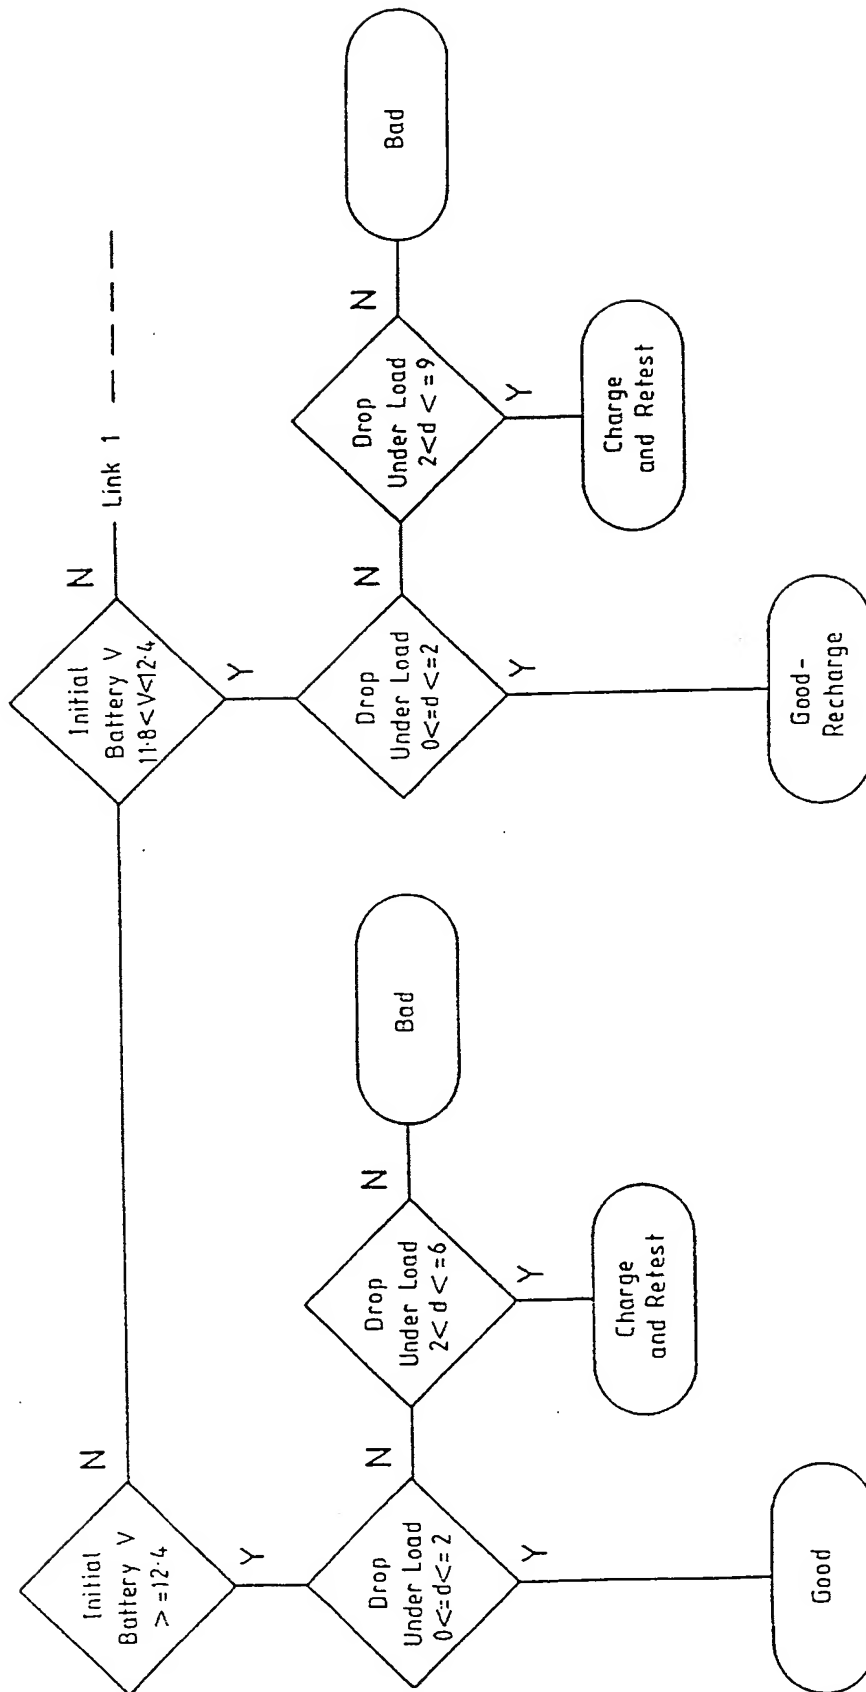 Initial
Battery V
> =12·4
N
Y
Initial
Battery V
11·8<V<12·4
N
Link 1
Y
Drop
Under Load
0<=d<=2
N
Y
Drop
Under Load
2< d < =6
N
Y
Bad
Charge
and Retest
Good
Drop
Under Load
0<=d <=2
N
Y
Drop
Under Load
2<d < =9
N
Y
Bad
Charge
and Retest
Good-
Recharge